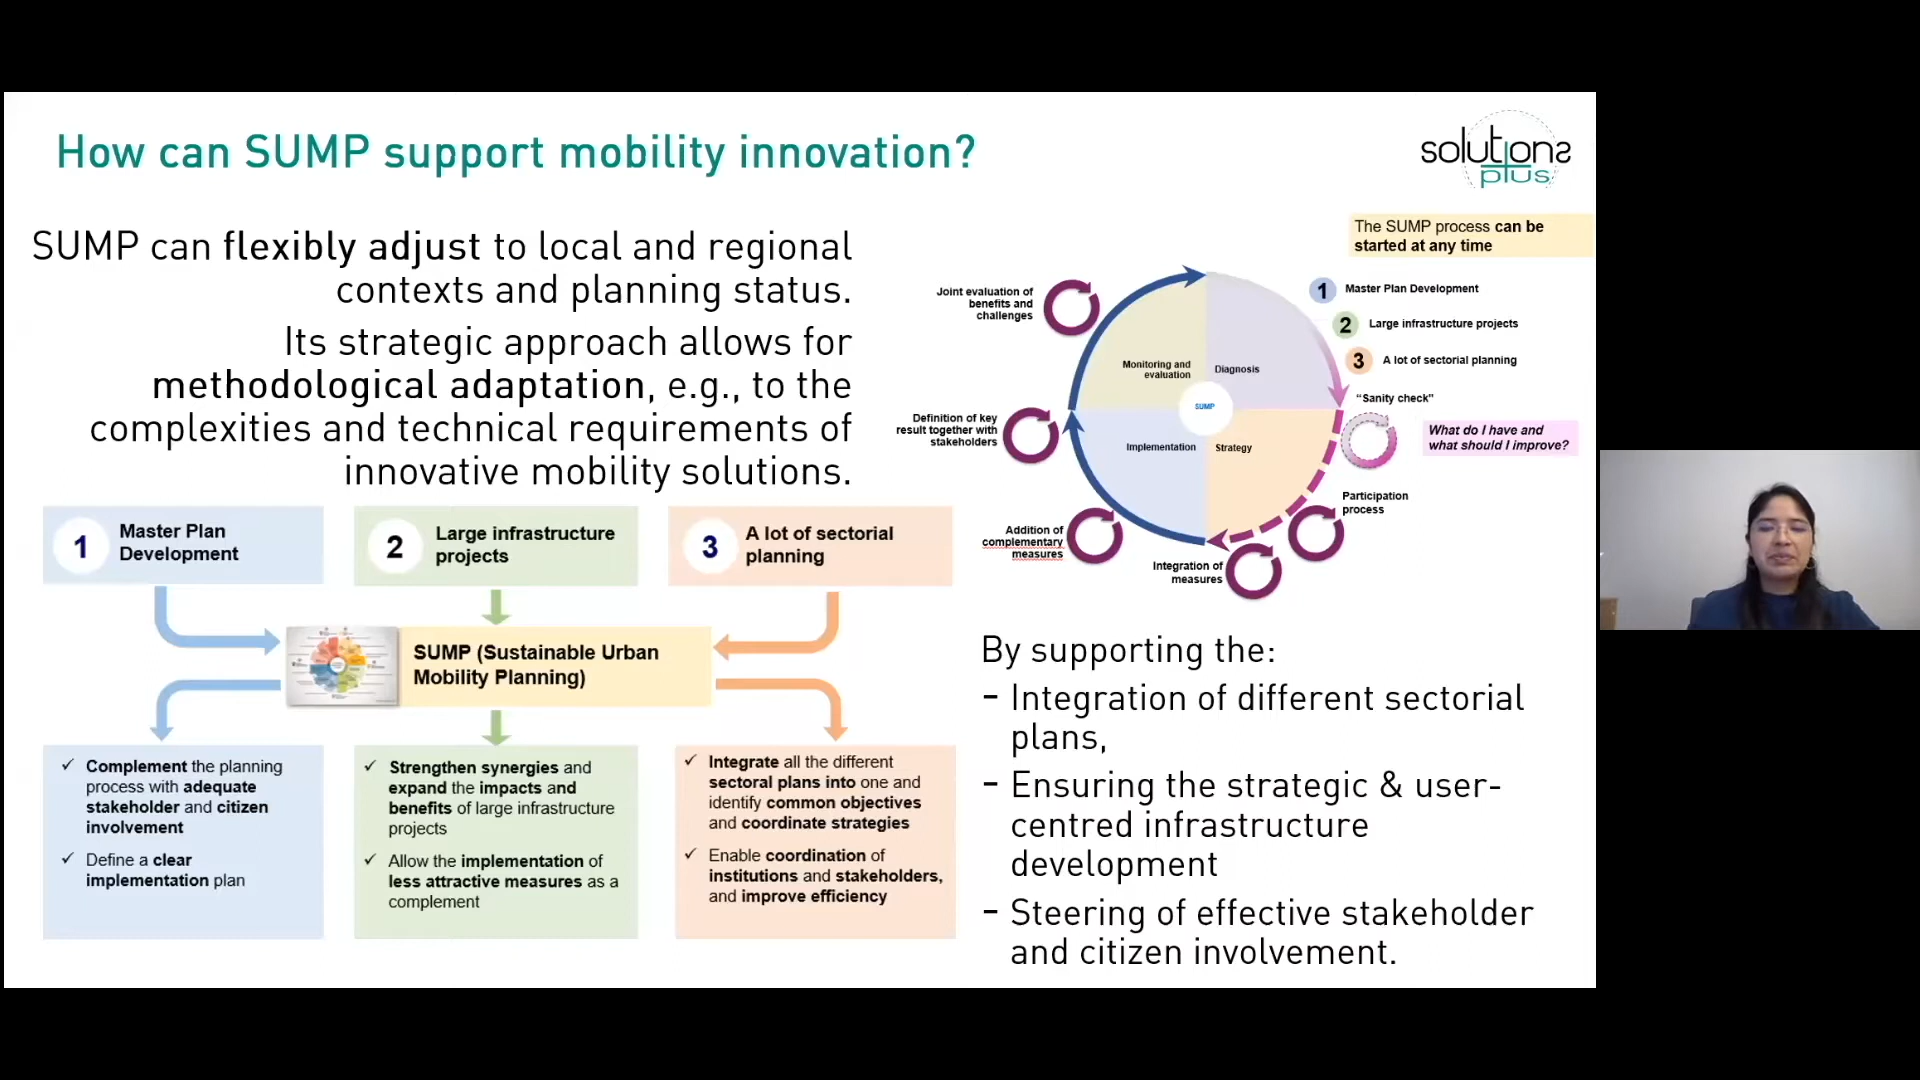 How can SUMP support mobility innovation?
solutions
plus
SUMP can flexibly adjust to local and regional
contexts and planning status.
Its strategic approach allows for
methodological adaptation, e.g., to the
complexities and technical requirements of
innovative mobility solutions.
1
Master Plan
Development
2
Large infrastructure
projects
3
A lot of sectorial
planning
SUMP (Sustainable Urban
Mobility Planning)
✓ Complement the planning
process with adequate
stakeholder and citizen
involvement
✓ Define a clear
implementation plan
✓ Strengthen synergies and
expand the impacts and
benefits of large infrastructure
projects
✓ Allow the implementation of
less attractive measures as a
complement
✓ Integrate all the different
sectoral plans into one and
identify common objectives
and coordinate strategies
✓ Enable coordination of
institutions and stakeholders,
and improve efficiency
The SUMP process can be
started at any time
1 Master Plan Development
2 Large infrastructure projects
3 A lot of sectorial planning
"Sanity check"
What do I have and
what should I improve?
Participation
process
Integration of
measures
Addition of
complementary
measures
Definition of key
result together with
stakeholders
Joint evaluation of
benefits and
challenges
Monitoring and
evaluation
Diagnosis
SUMP
Implementation
Strategy
By supporting the:
– Integration of different sectorial
plans,
– Ensuring the strategic & user-
centred infrastructure
development
– Steering of effective stakeholder
and citizen involvement.